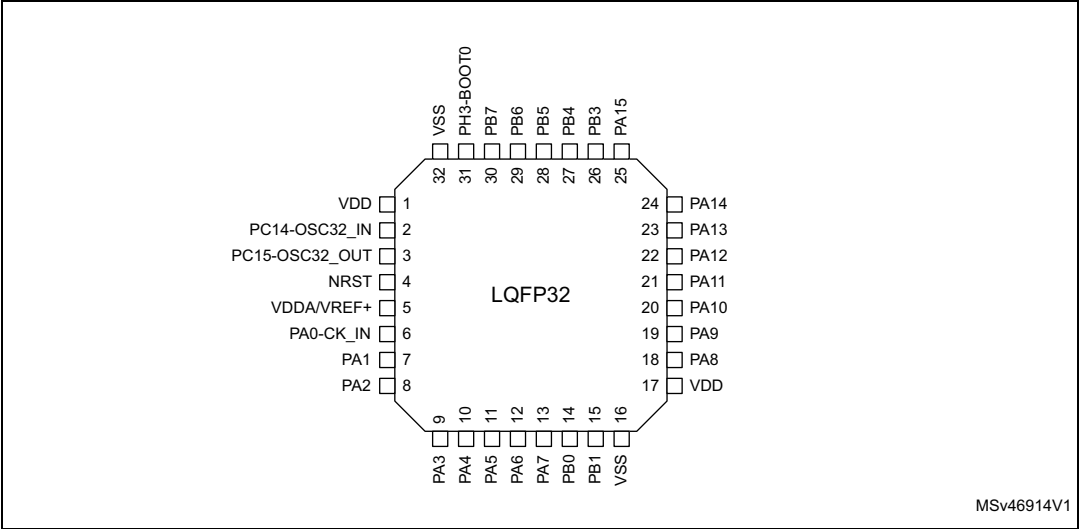 VSS
PH3-BOOT0
PB7
PB6
PB5
PB4
PB3
PA15
32
31
30
29
28
27
26
25
VDD 1
PC14-OSC32_IN 2
PC15-OSC32_OUT 3
NRST 4
VDDA/VREF+ 5
PA0-CK_IN 6
PA1 7
PA2 8
LQFP32
24 PA14
23 PA13
22 PA12
21 PA11
20 PA10
19 PA9
18 PA8
17 VDD
9
10
11
12
13
14
15
16
PA3
PA4
PA5
PA6
PA7
PB0
PB1
VSS
MSv46914V1